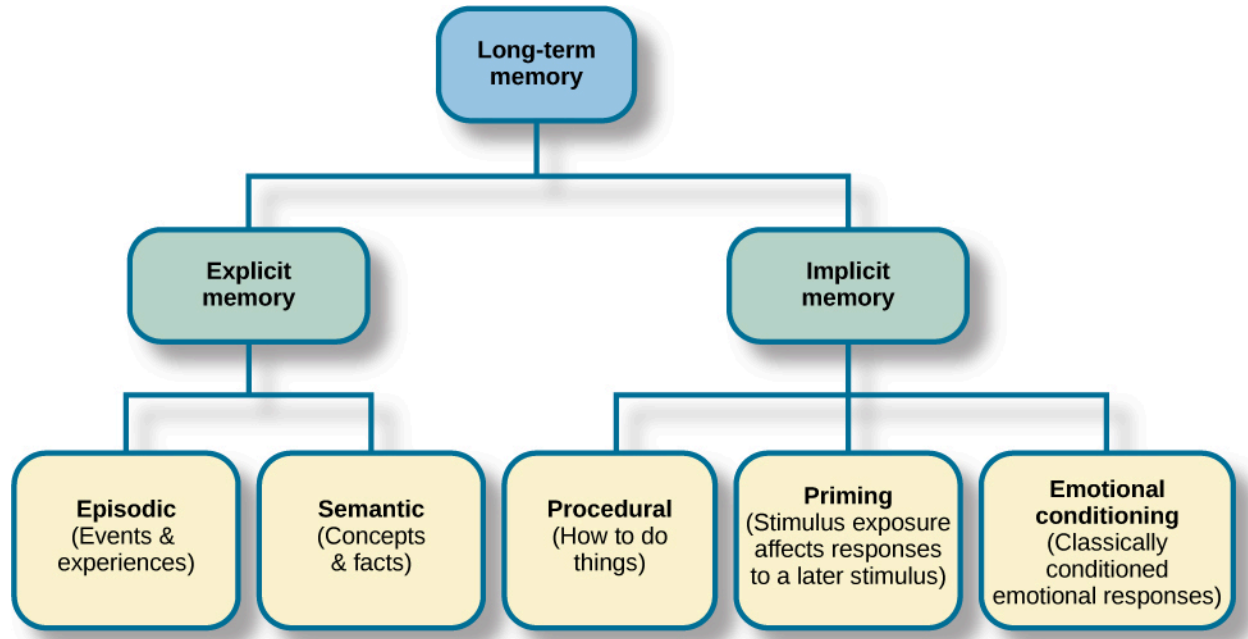 Long-term
memory
Explicit
memory
Implicit
memory
Episodic
(Events &
experiences)
Semantic
(Concepts
& facts)
Procedural
(How to do
things)
Priming
(Stimulus exposure
affects responses
to a later stimulus)
Emotional
conditioning
(Classically
conditioned
emotional responses)